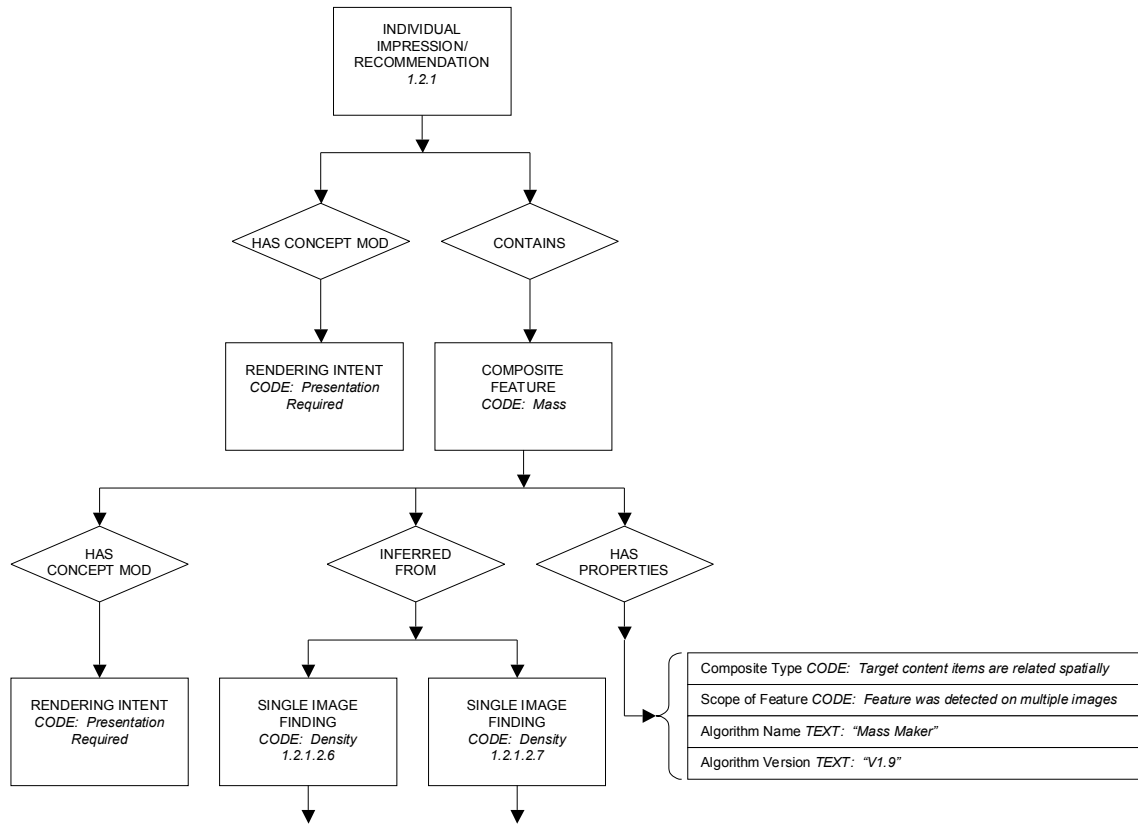 INDIVIDUAL
IMPRESSION/
RECOMMENDATION
1.2.1
HAS CONCEPT MOD
CONTAINS
RENDERING INTENT
CODE: Presentation
Required
COMPOSITE
FEATURE
CODE: Mass
HAS
CONCEPT MOD
INFERRED
FROM
HAS
PROPERTIES
RENDERING INTENT
CODE: Presentation
Required
SINGLE IMAGE
FINDING
CODE: Density
1.2.1.2.6
SINGLE IMAGE
FINDING
CODE: Density
1.2.1.2.7
Composite Type CODE: Target content items are related spatially
Scope of Feature CODE: Feature was detected on multiple images
Algorithm Name TEXT: “Mass Maker”
Algorithm Version TEXT: “V1.9”